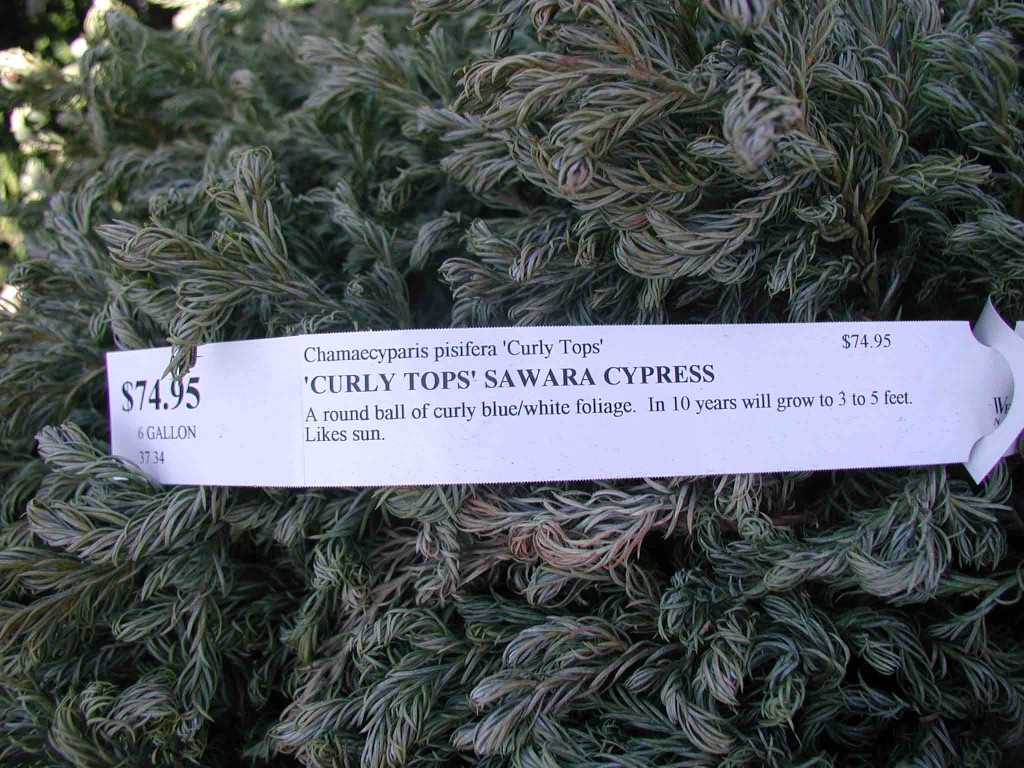 $74.95
6 GALLON
37 34
Chamaecyparis pisifera 'Curly Tops'
$74.95
'CURLY TOPS' SAWARA CYPRESS
A round ball of curly blue/white foliage. In 10 years will grow to 3 to 5 feet.
Likes sun.